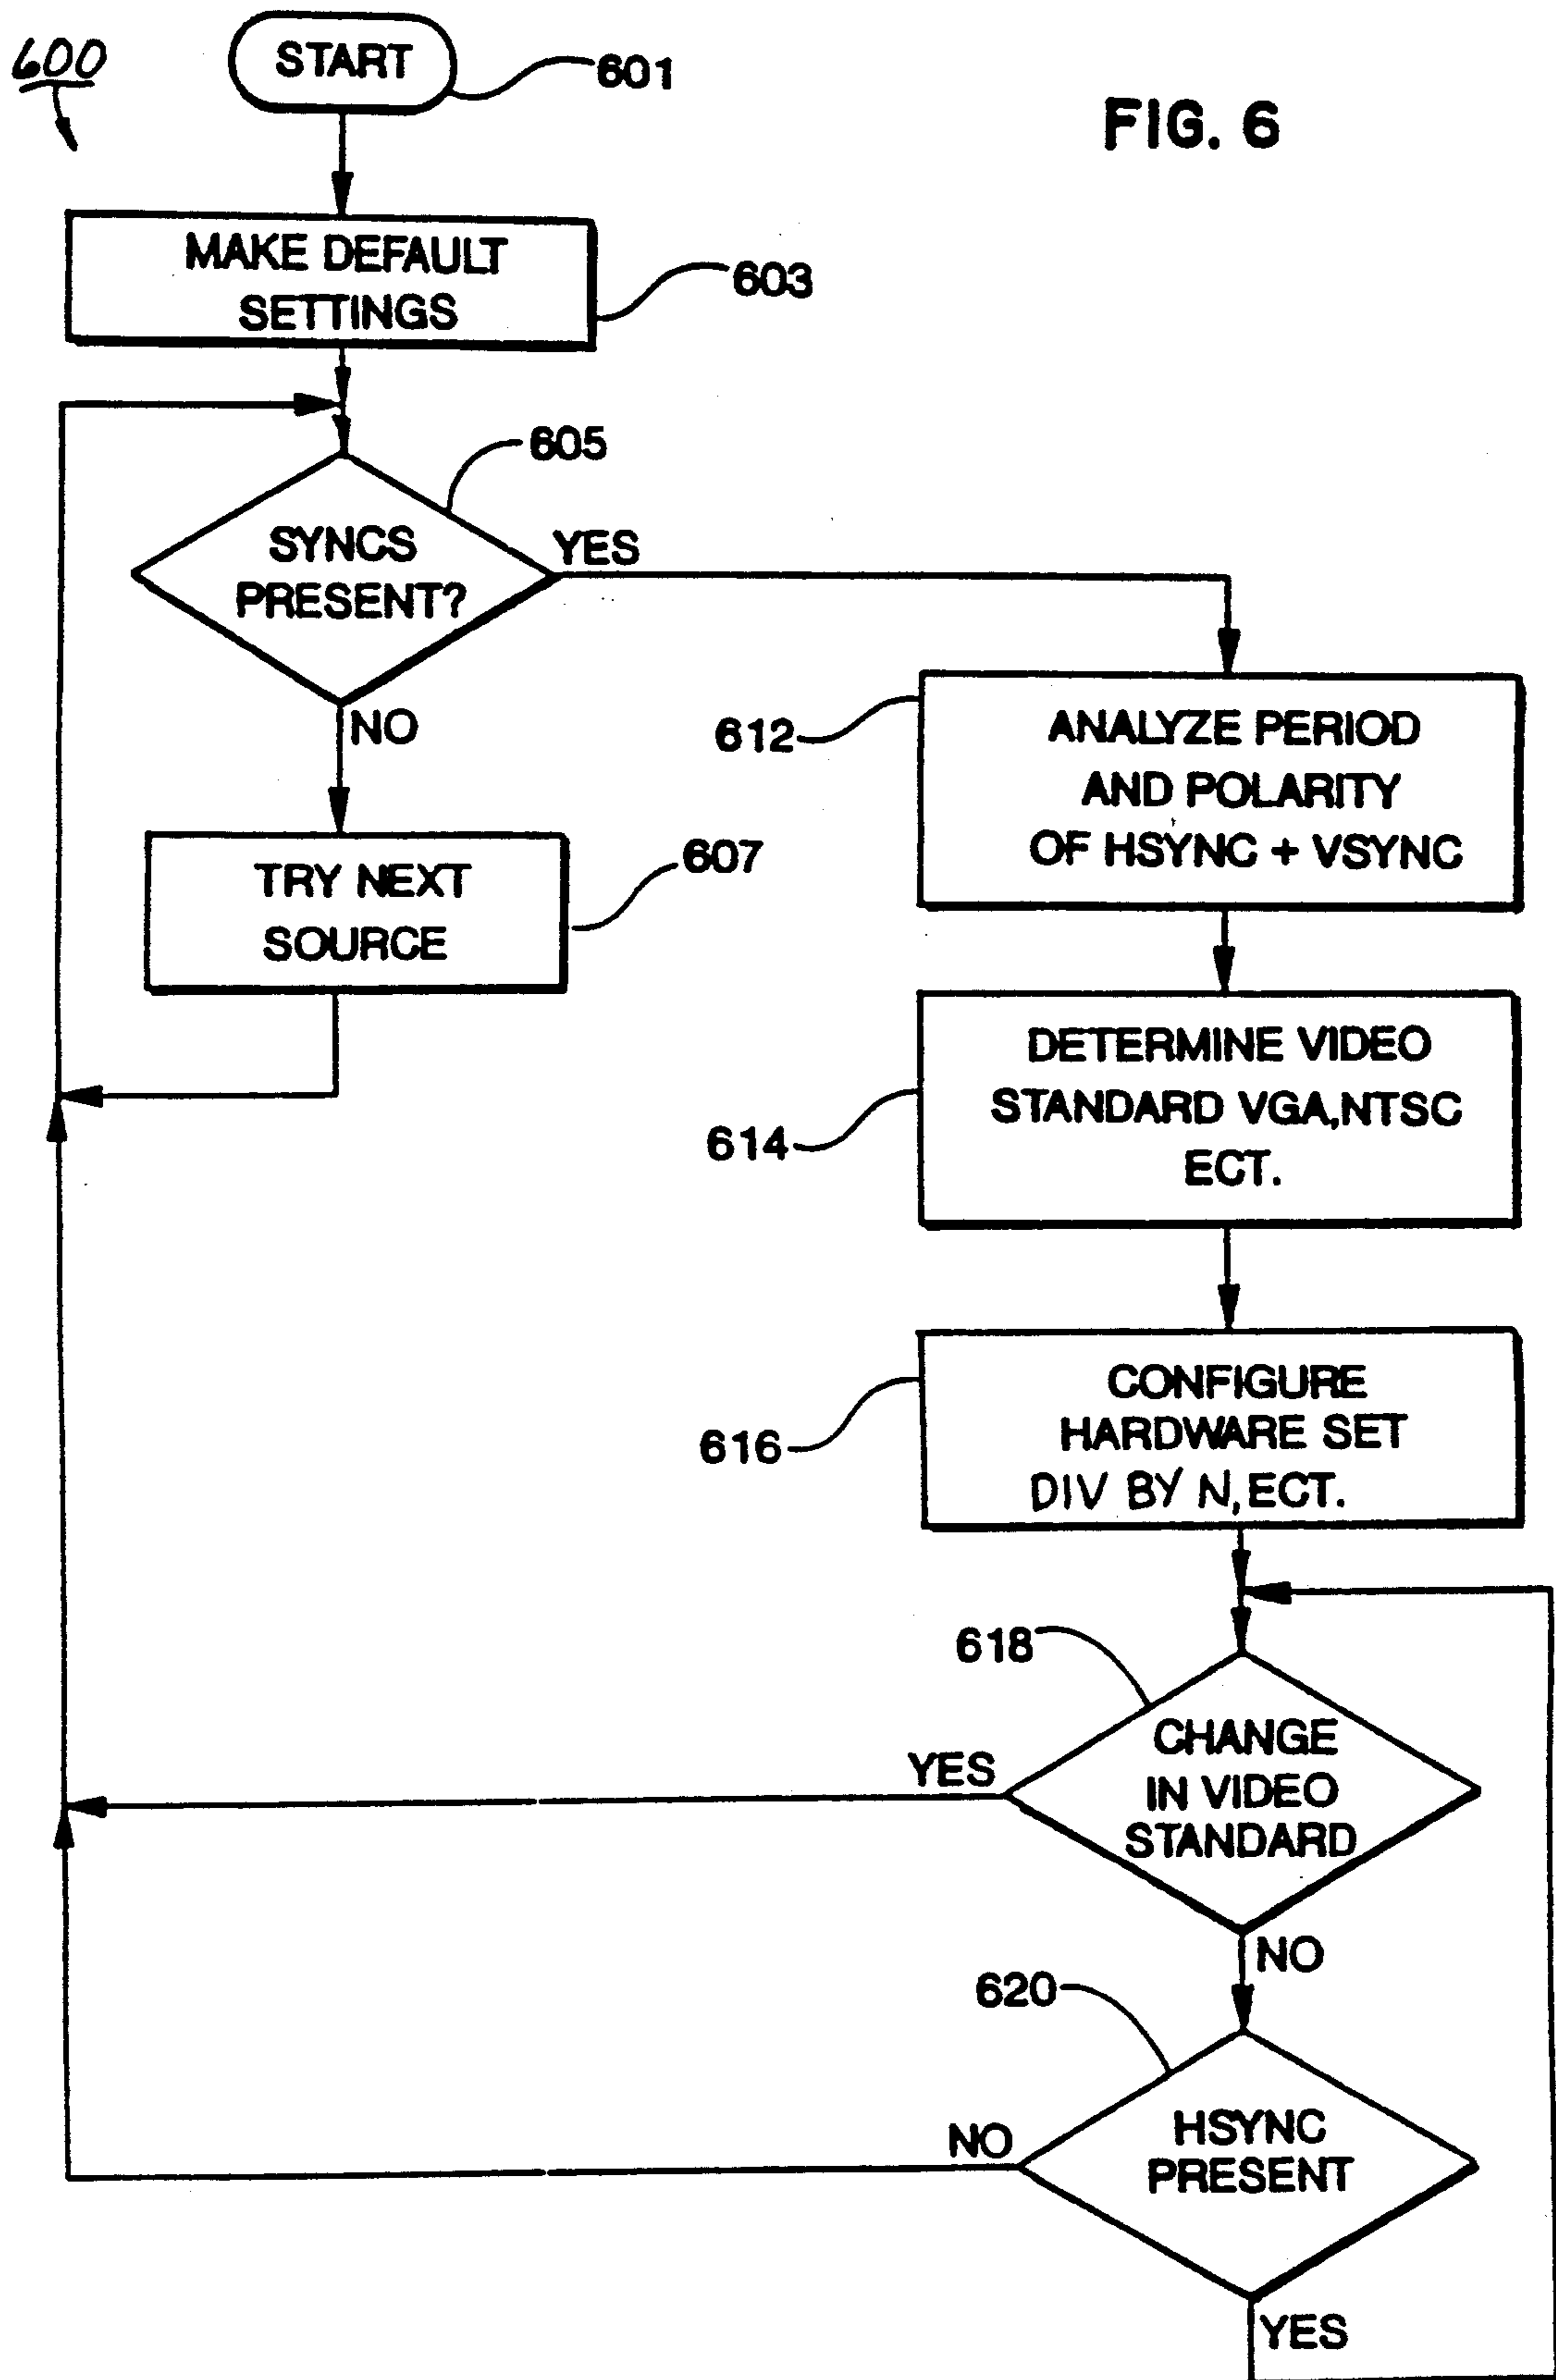 600
START
601
FIG. 6
MAKE DEFAULT
SETTINGS
603
605
SYNCS
PRESENT?
YES
NO
612
ANALYZE PERIOD
AND POLARITY
OF HSYNC + VSYNC
TRY NEXT
SOURCE
607
DETERMINE VIDEO
STANDARD VGA,NTSC
ECT.
614
CONFIGURE
HARDWARE SET
DIV BY N,ECT.
616
618
CHANGE
IN VIDEO
STANDARD
YES
NO
620
HSYNC
PRESENT
NO
YES